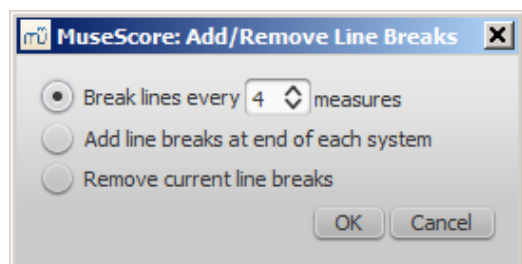 mü MuseScore: Add/Remove Line Breaks
Break lines every 4 measures
Add line breaks at end of each system
Remove current line breaks
OK Cancel